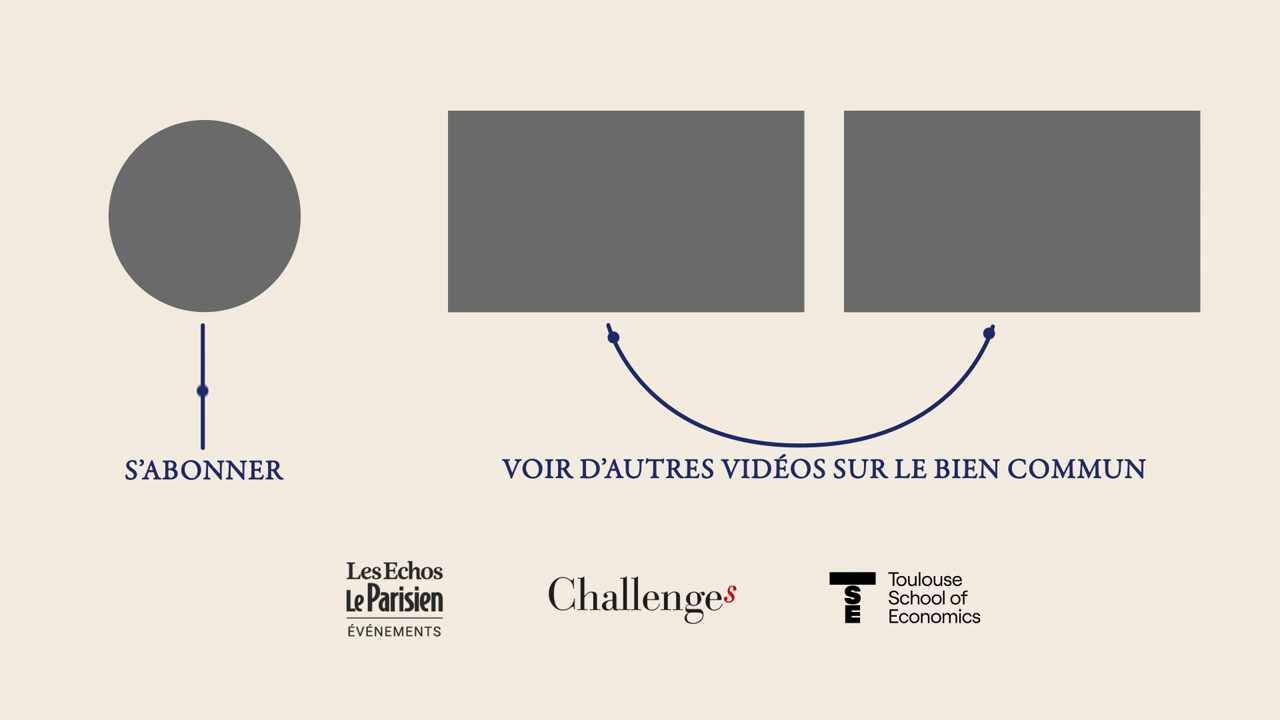 S’ABONNER
VOIR D’AUTRES VIDÉOS SUR LE BIEN COMMUN
Les Echos
Le Parisien
ÉVÉNEMENTS
Challenges
TSE
Toulouse
School of
Economics